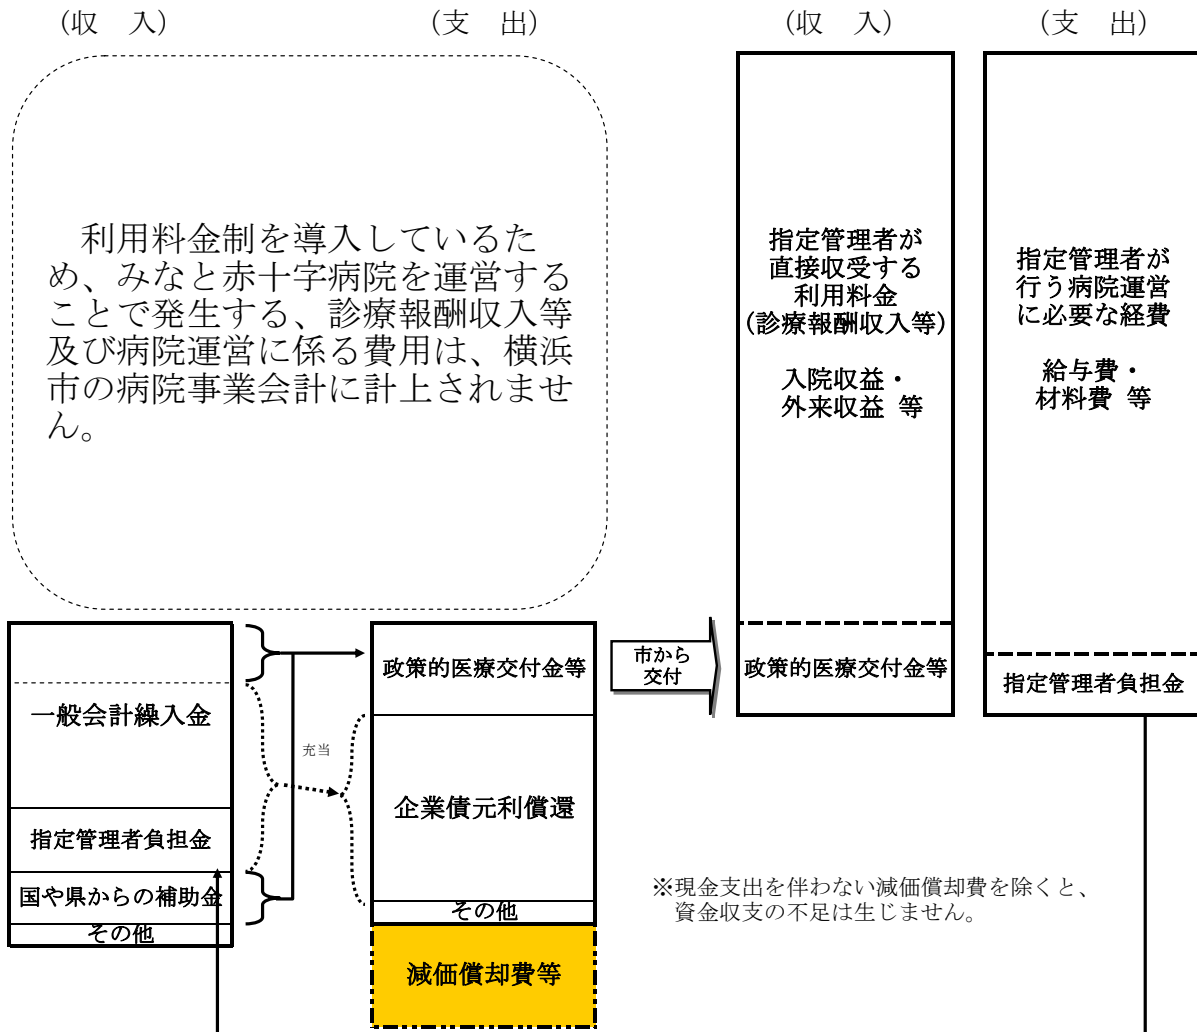 (収　入)
(支　出)
(収　入)
(支　出)
利用料金制を導入しているた
め、みなと赤十字病院を運営する
ことで発生する、診療報酬収入等
及び病院運営に係る費用は、横浜
市の病院事業会計に計上されませ
ん。
指定管理者が
直接収受する
利用料金
(診療報酬収入等)
入院収益・
外来収益 等
指定管理者が
行う病院運営
に必要な経費
給与費・
材料費 等
一般会計繰入金
指定管理者負担金
国や県からの補助金
その他
充当
政策的医療交付金等
企業債元利償還
その他
減価償却費等
市から
交付
政策的医療交付金等
指定管理者負担金
※現金支出を伴わない減価償却費を除くと、
資金収支の不足は生じません。